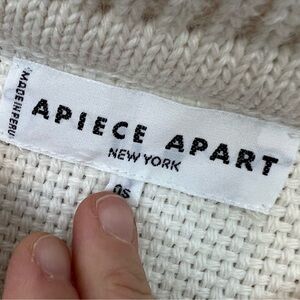 MADE IN PERU
APIECE APART
NEW YORK
OS